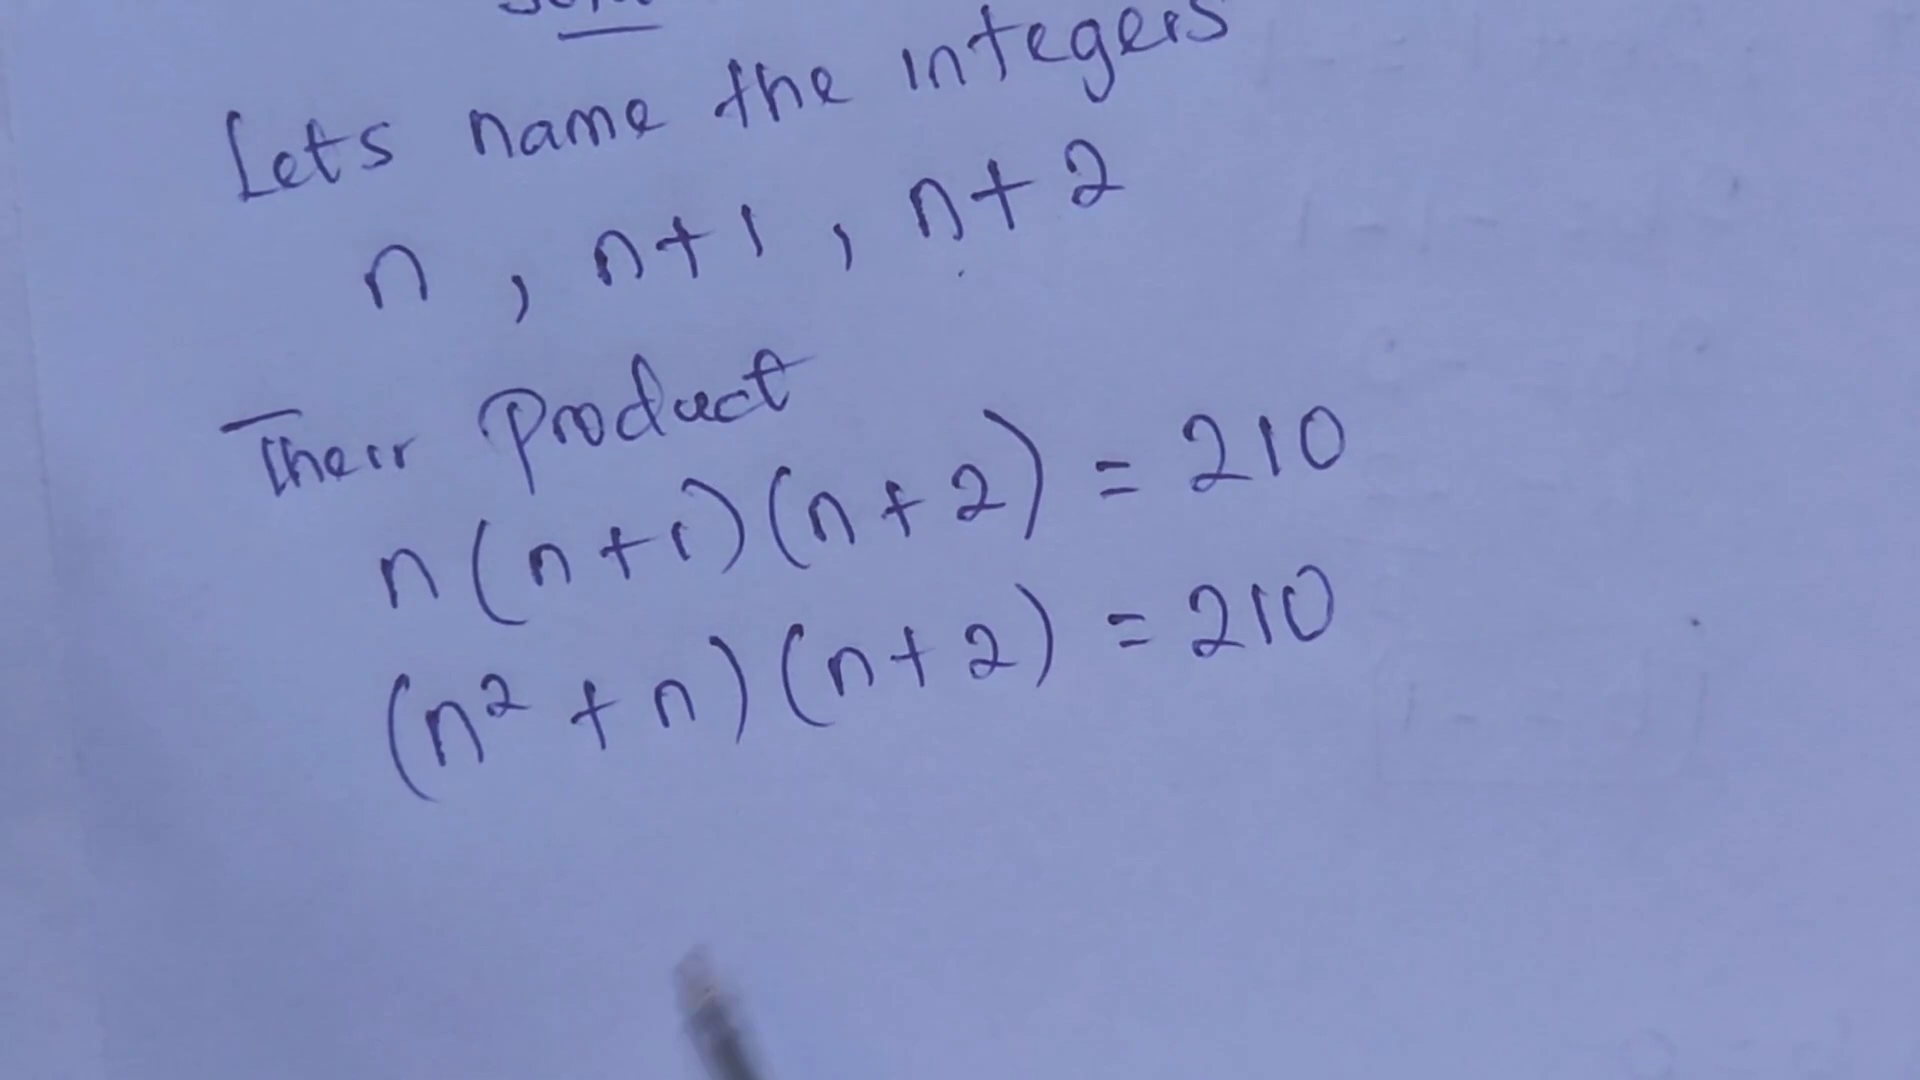 Lets name the integers
n , n+1 , n+2
Their product
n(n+1)(n+2) = 210
(n² + n)(n+2) = 210